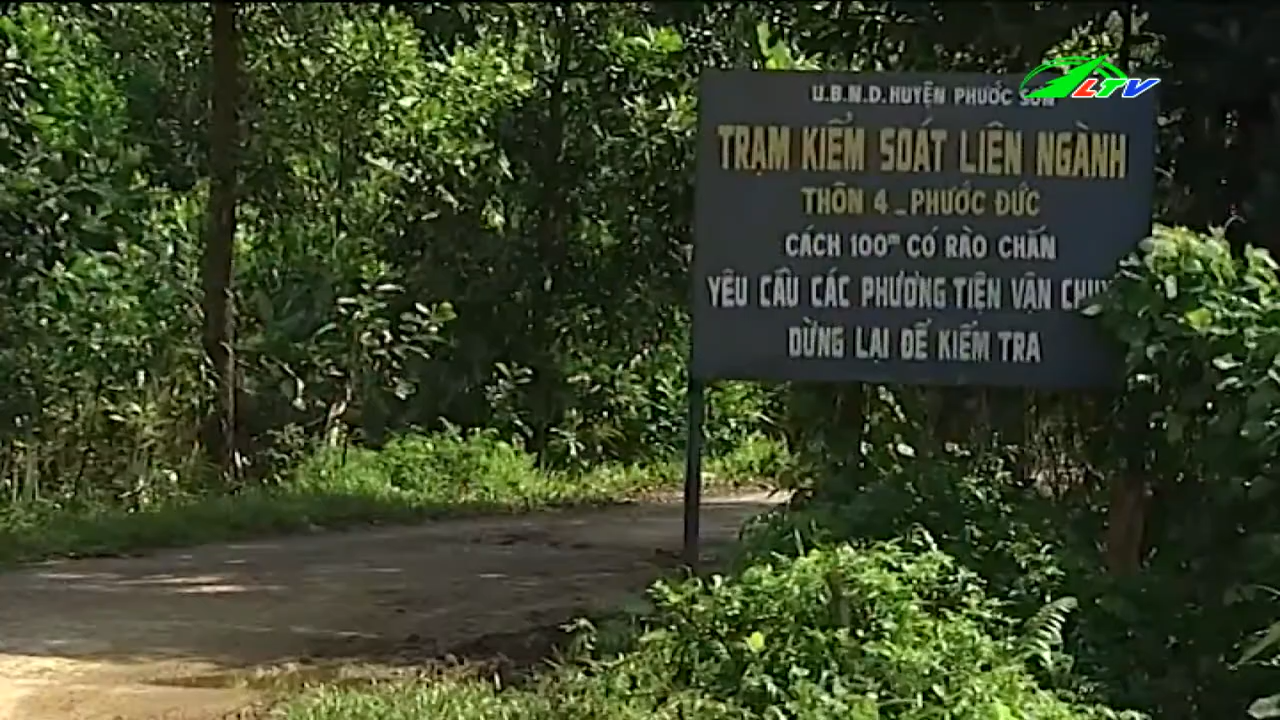 U.B.N.D. HUYỆN PHƯỚC SƠN
LTV
TRẠM KIỂM SOÁT LIÊN NGÀNH
THÔN 4 - PHƯỚC ĐỨC
CÁCH 100m CÓ RÀO CHẮN
YÊU CẦU CÁC PHƯƠNG TIỆN VẬN
DỪNG LẠI ĐỂ KIỂM TRA